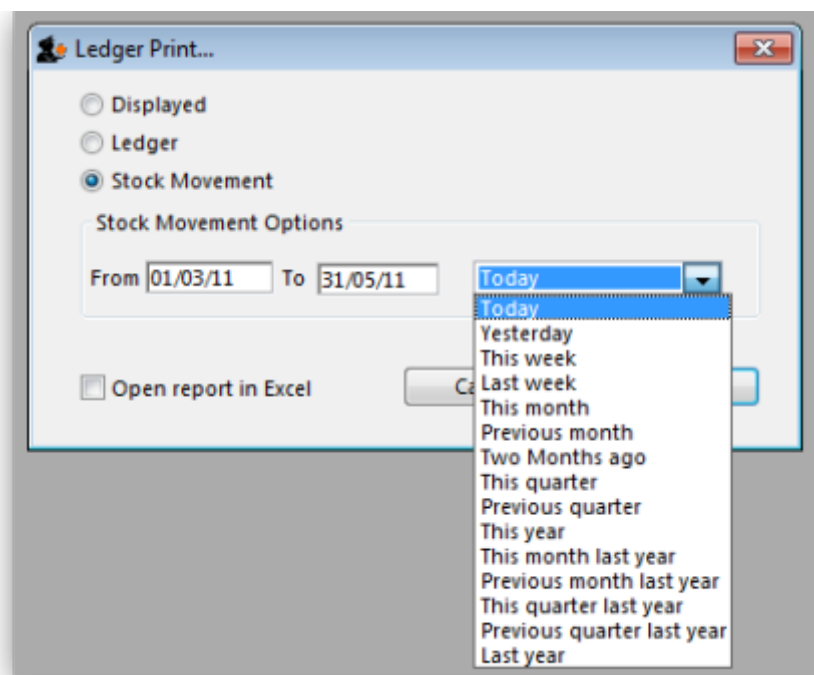 Ledger Print...
Displayed
Ledger
Stock Movement
Stock Movement Options
From 01/03/11 To 31/05/11 Today
Today
Yesterday
This week
Open report in Excel
Last week
This month
Previous month
Two Months ago
This quarter
Previous quarter
This year
This month last year
Previous month last year
This quarter last year
Previous quarter last year
Last year